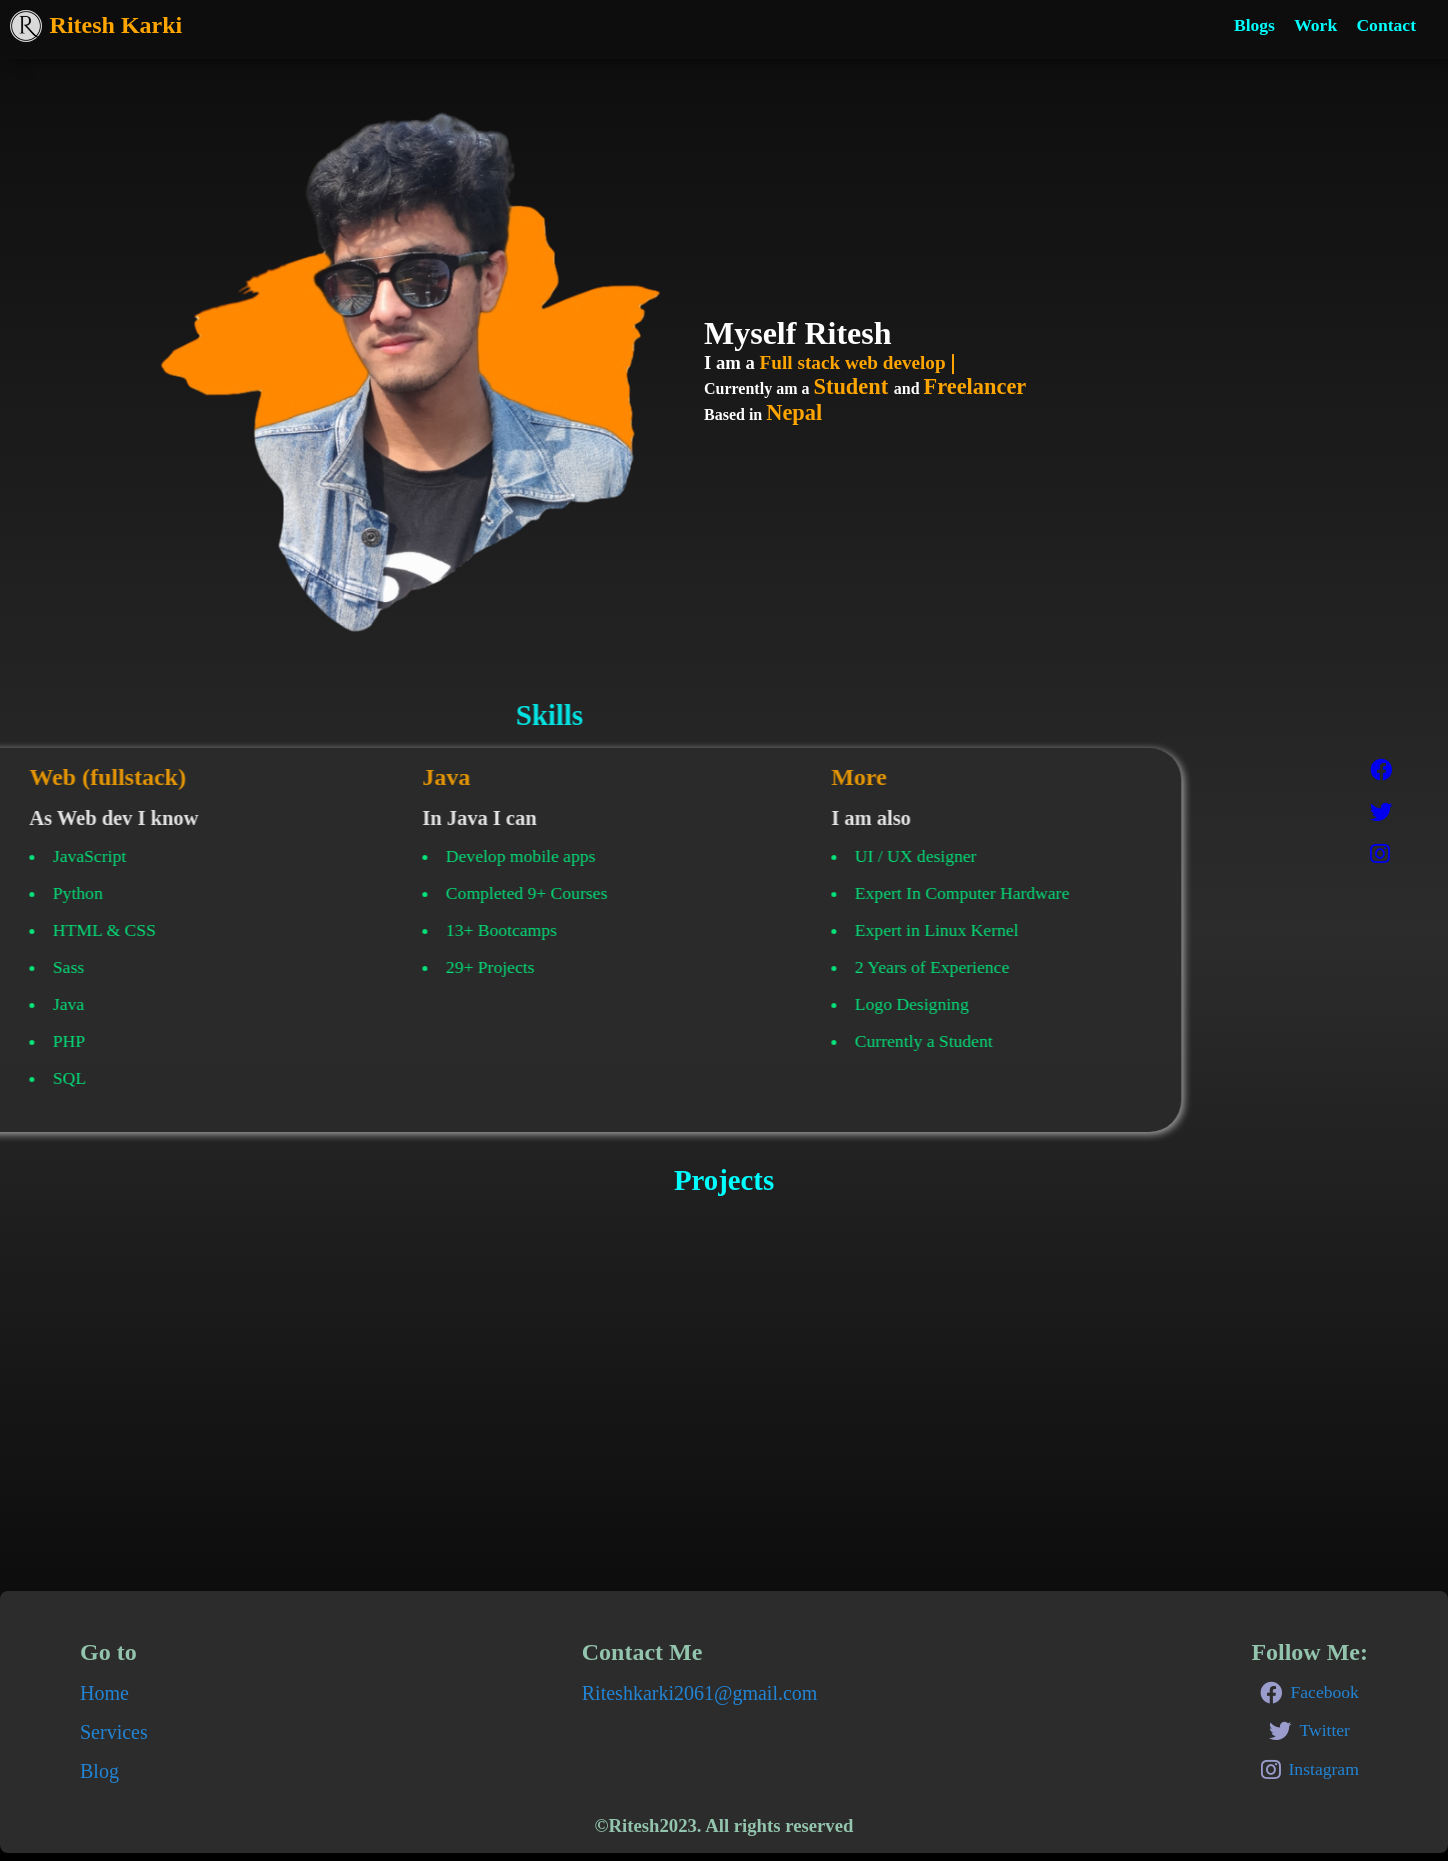 R Ritesh Karki
Blogs Work Contact
Myself Ritesh
I am a Full stack web develop |
Currently am a Student and Freelancer
Based in Nepal
Skills
Web (fullstack)
As Web dev I know
JavaScript
Python
HTML & CSS
Sass
Java
PHP
SQL
Java
In Java I can
Develop mobile apps
Completed 9+ Courses
13+ Bootcamps
29+ Projects
More
I am also
UI / UX designer
Expert In Computer Hardware
Expert in Linux Kernel
2 Years of Experience
Logo Designing
Currently a Student
Projects
Go to
Home
Services
Blog
Contact Me
Riteshkarki2061@gmail.com
Follow Me:
Facebook
Twitter
Instagram
©Ritesh2023. All rights reserved